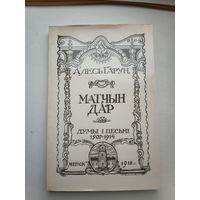 АЛЕСЬ ГАРУН
МАТЧЫН
ДАР
ДУМЫ І ПЕСЬНІ
1907-1914
МЕНСК
1918 г.